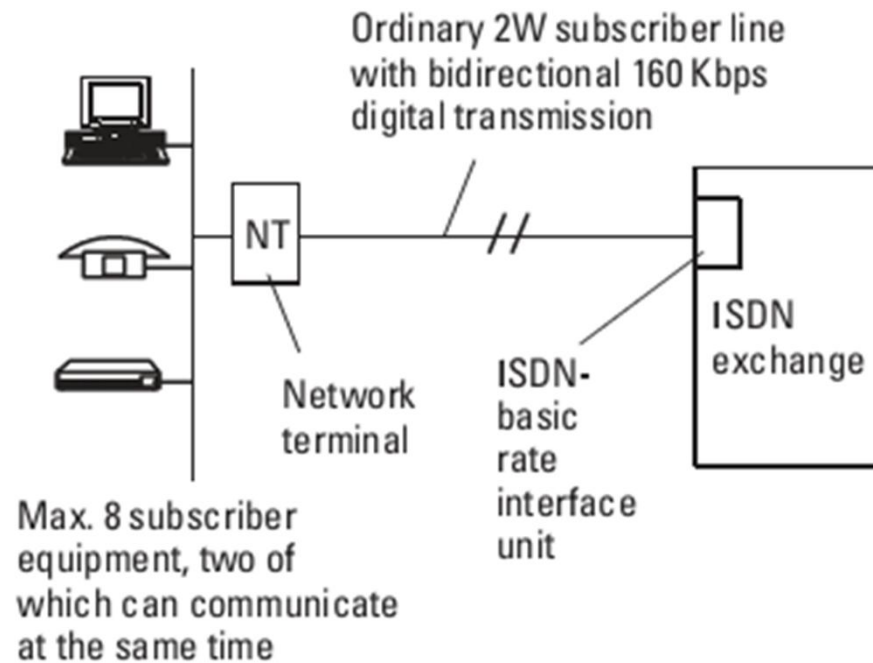 Ordinary 2W subscriber line
with bidirectional 160 Kbps
digital transmission
NT
ISDN
exchange
Network
terminal
ISDN-
basic
rate
interface
unit
Max. 8 subscriber
equipment, two of
which can communicate
at the same time